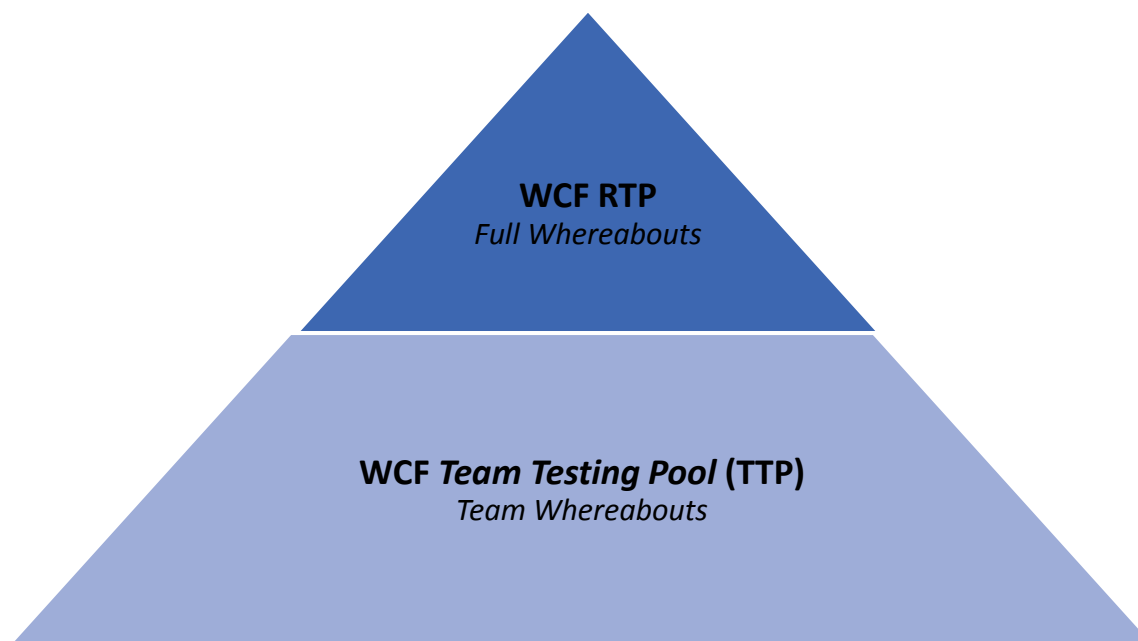 WCF RTP
Full Whereabouts
WCF Team Testing Pool (TTP)
Team Whereabouts